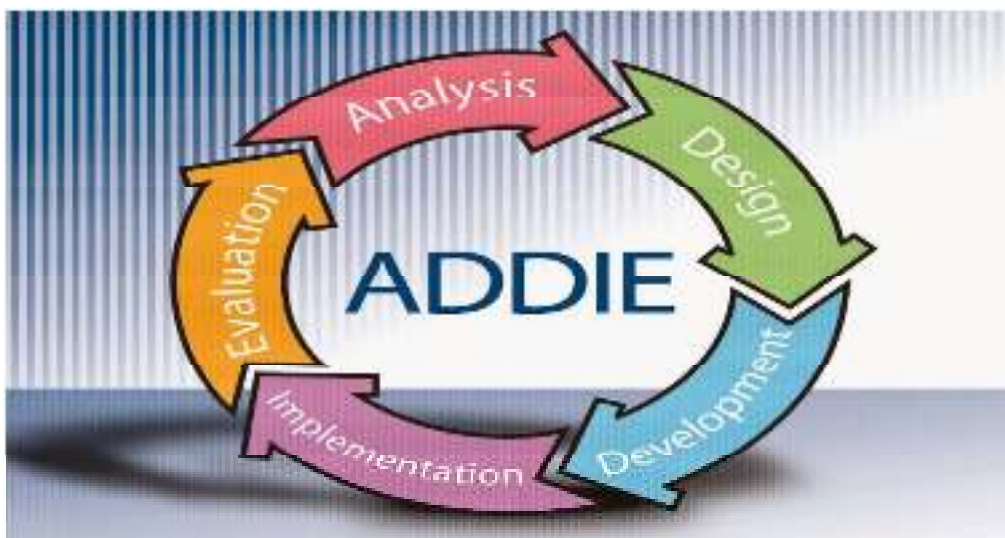 Analysis
Design
Development
Implementation
Evaluation
ADDIE